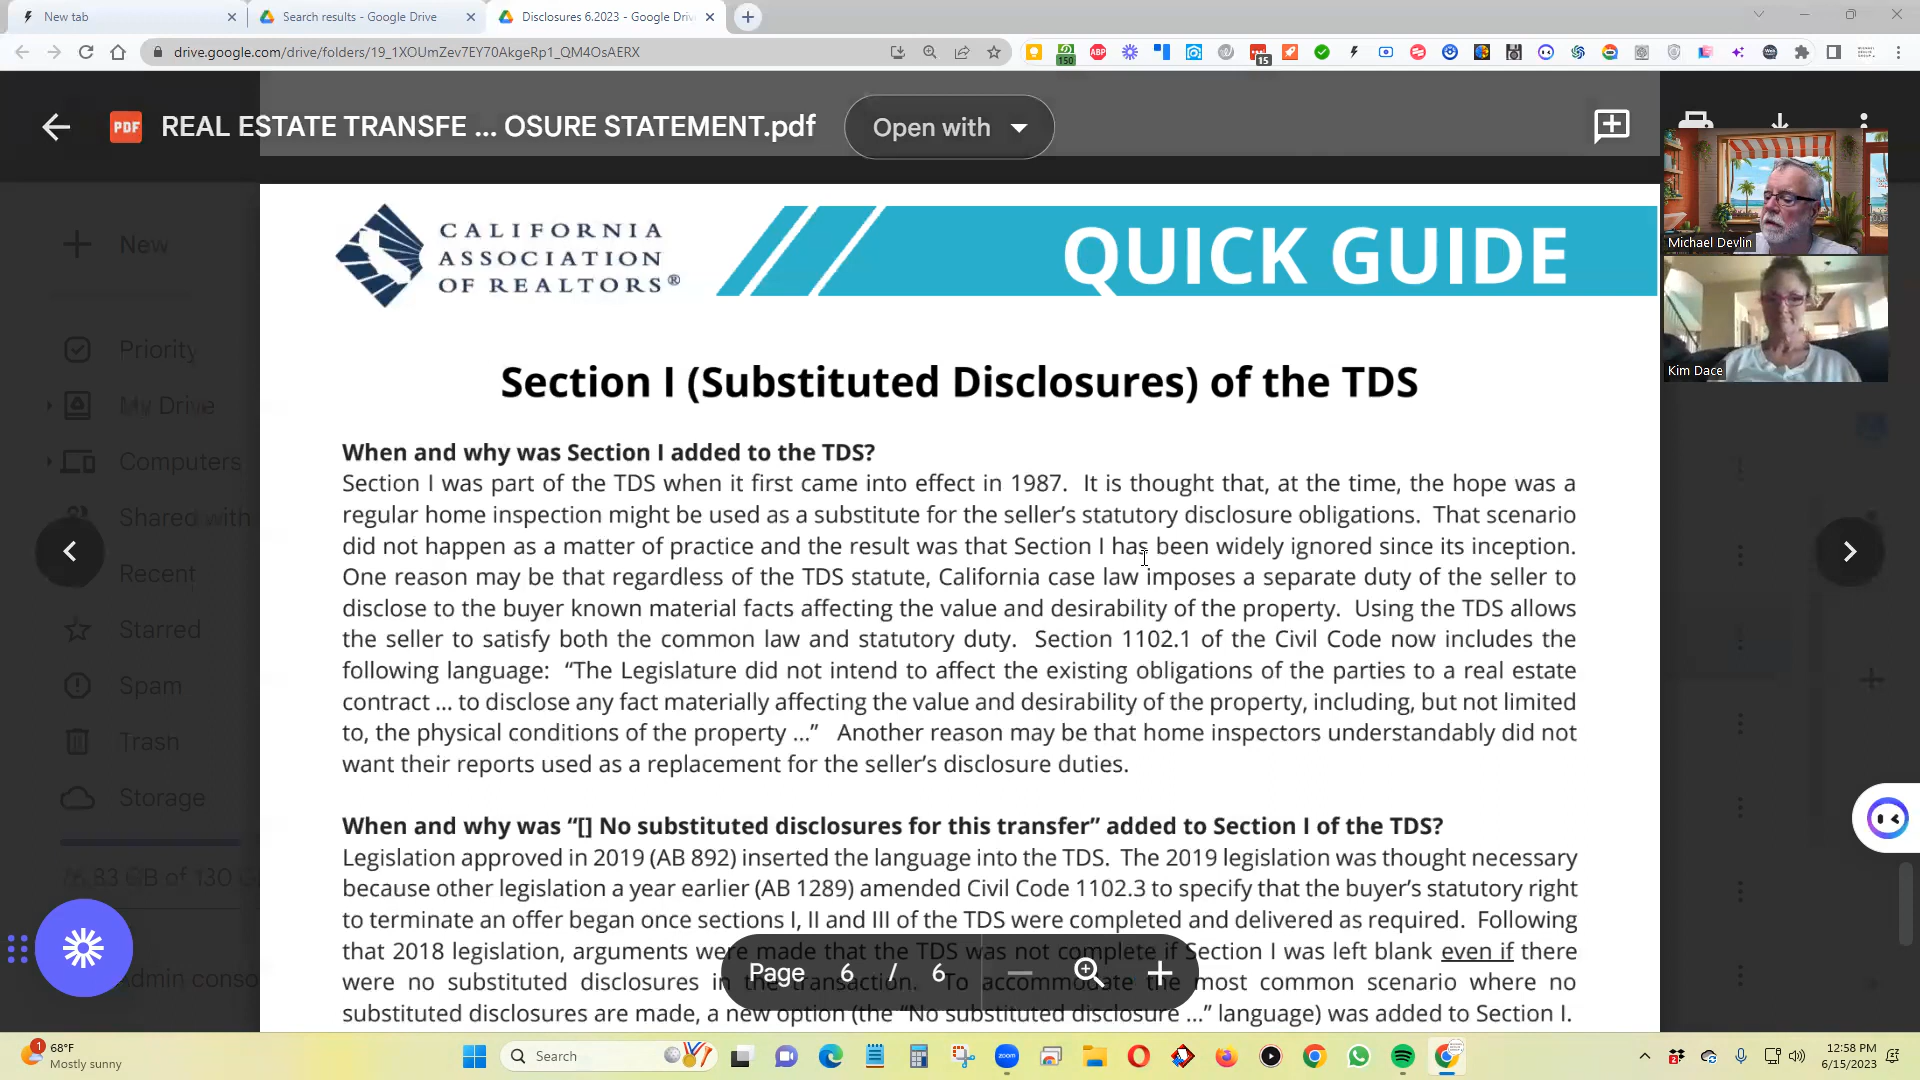 New tab
Search results - Google Drive
Disclosures 6.2023 - Google Driv
drive.google.com/drive/folders/19_1XOUmZev7EY70AkgeRp1_QM4OsAERX
150
ABP
15
PDF
REAL ESTATE TRANSFE ... OSURE STATEMENT.pdf
Open with
New
Priority
My Drive
Computers
Shared with
Recent
Starred
Spam
Trash
Storage
83 GB of 130
Admin conso
CALIFORNIA
ASSOCIATION
OF REALTORS®
QUICK GUIDE
Michael Devlin
Kim Dace
Section I (Substituted Disclosures) of the TDS
When and why was Section I added to the TDS?
Section I was part of the TDS when it first came into effect in 1987. It is thought that, at the time, the hope was a
regular home inspection might be used as a substitute for the seller’s statutory disclosure obligations. That scenario
did not happen as a matter of practice and the result was that Section I has been widely ignored since its inception.
One reason may be that regardless of the TDS statute, California case law imposes a separate duty of the seller to
disclose to the buyer known material facts affecting the value and desirability of the property. Using the TDS allows
the seller to satisfy both the common law and statutory duty. Section 1102.1 of the Civil Code now includes the
following language: “The Legislature did not intend to affect the existing obligations of the parties to a real estate
contract ... to disclose any fact materially affecting the value and desirability of the property, including, but not limited
to, the physical conditions of the property ...” Another reason may be that home inspectors understandably did not
want their reports used as a replacement for the seller’s disclosure duties.
When and why was “[] No substituted disclosures for this transfer” added to Section I of the TDS?
Legislation approved in 2019 (AB 892) inserted the language into the TDS. The 2019 legislation was thought necessary
because other legislation a year earlier (AB 1289) amended Civil Code 1102.3 to specify that the buyer’s statutory right
to terminate an offer began once sections I, II and III of the TDS were completed and delivered as required. Following
that 2018 legislation, arguments were made that the TDS was not complete if Section I was left blank even if there
were no substituted disclosures in the transaction. To accommodate the most common scenario where no
substituted disclosures are made, a new option (the “No substituted disclosure ...” language) was added to Section I.
Page 6 / 6
1
68°F
Mostly sunny
Search
zoom
2
12:58 PM
6/15/2023